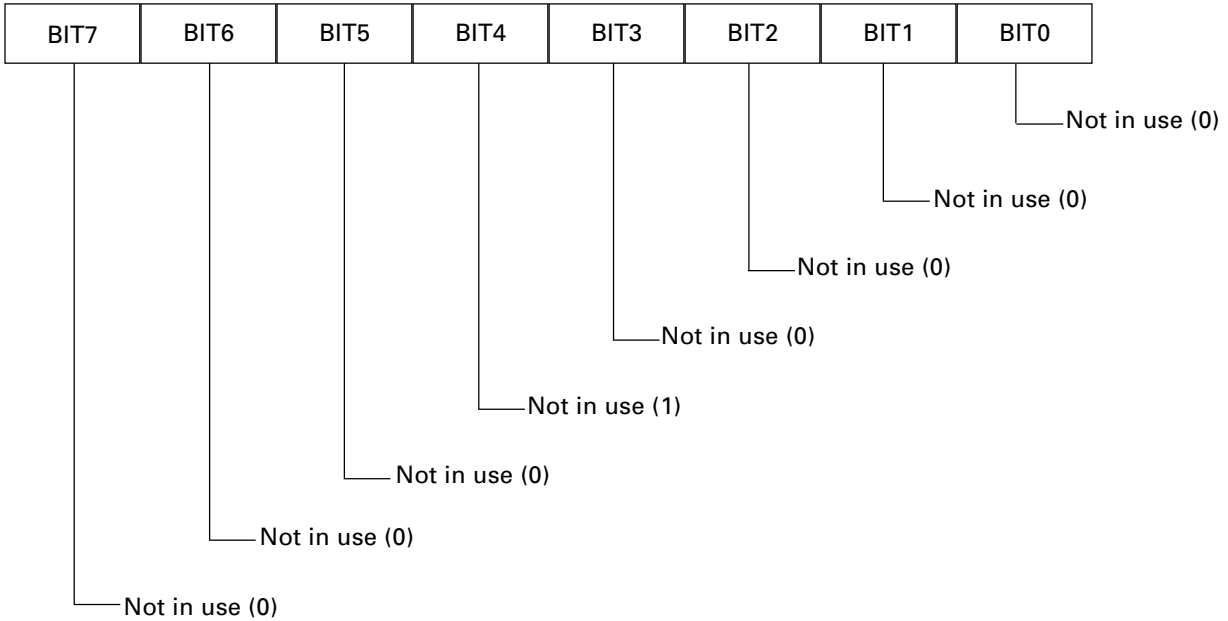 BIT7 BIT6 BIT5 BIT4 BIT3 BIT2 BIT1 BIT0
Not in use (0)
Not in use (0)
Not in use (0)
Not in use (0)
Not in use (1)
Not in use (0)
Not in use (0)
Not in use (0)